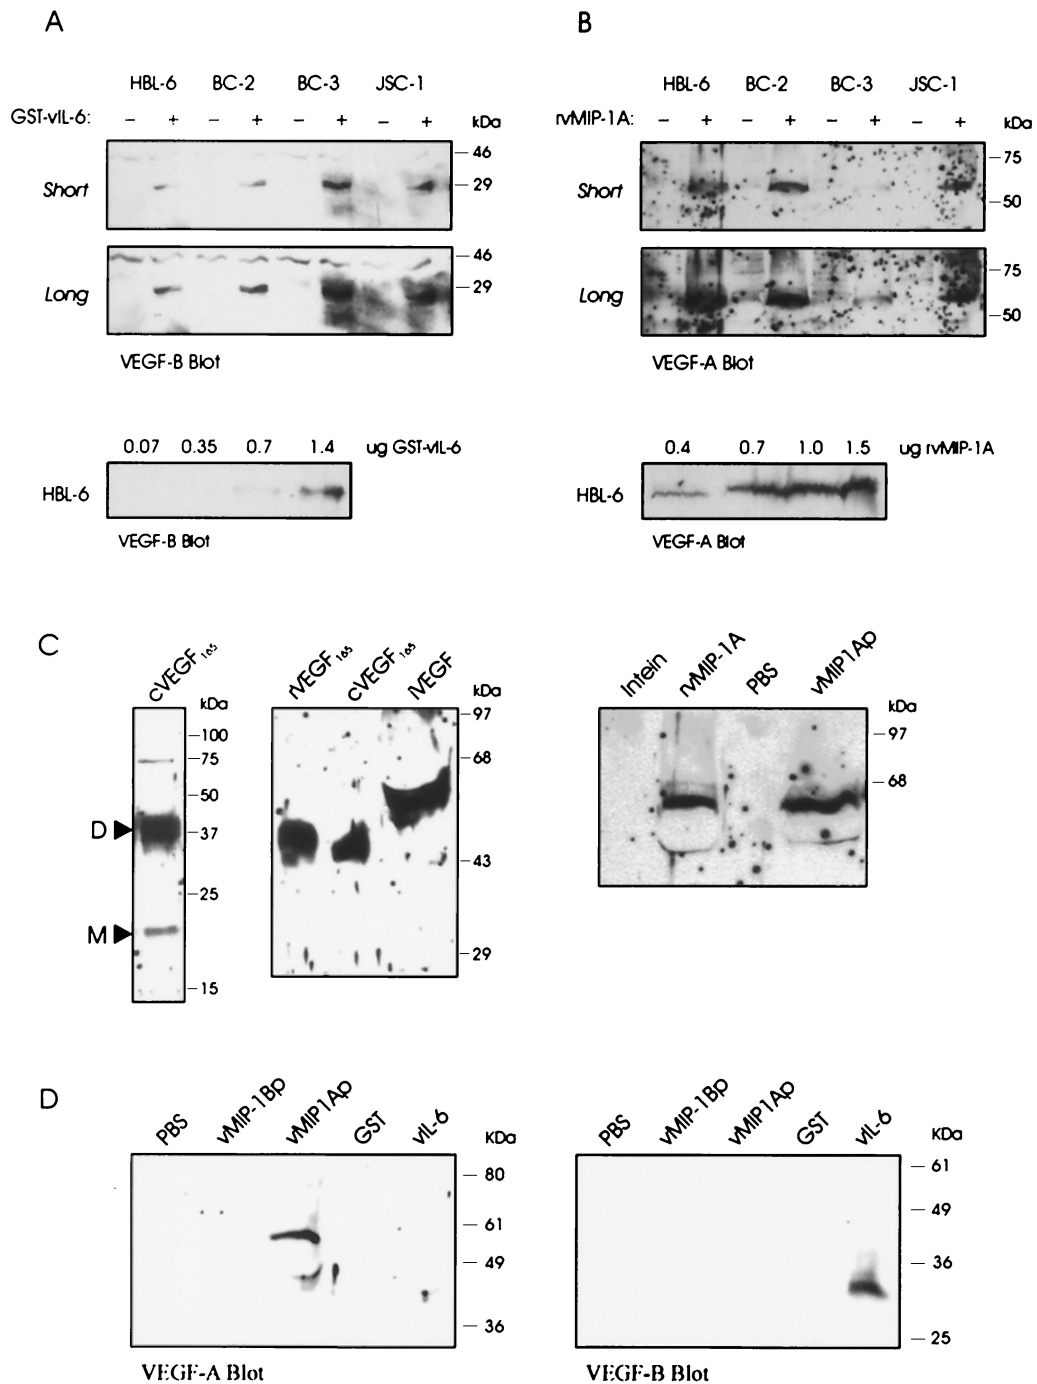 A
HBL-6 BC-2 BC-3 JSC-1
GST-vIL-6: − + − + − + − + kDa
Short
46
29
Long
46
29
VEGF-B Blot
0.07 0.35 0.7 1.4 ug GST-vIL-6
HBL-6
VEGF-B Blot
B
HBL-6 BC-2 BC-3 JSC-1
rvMIP-1A: − + − + − + − + kDa
Short
75
50
Long
75
50
VEGF-A Blot
0.4 0.7 1.0 1.5 ug rvMIP-1A
HBL-6
VEGF-A Blot
C
cVEGF165
kDa
100
75
50
D 37
25
M
15
rVEGF165 cVEGF165 lVEGF
kDa
97
68
43
29
Intein rvMIP-1A PBS vMIP1Ap
kDa
97
68
D
PBS vMIP-1Bp vMIP1Ap GST vIL-6
KDa
80
61
49
36
VEGF-A Blot
PBS vMIP-1Bp vMIP1Ap GST vIL-6
KDa
61
49
36
25
VEGF-B Blot